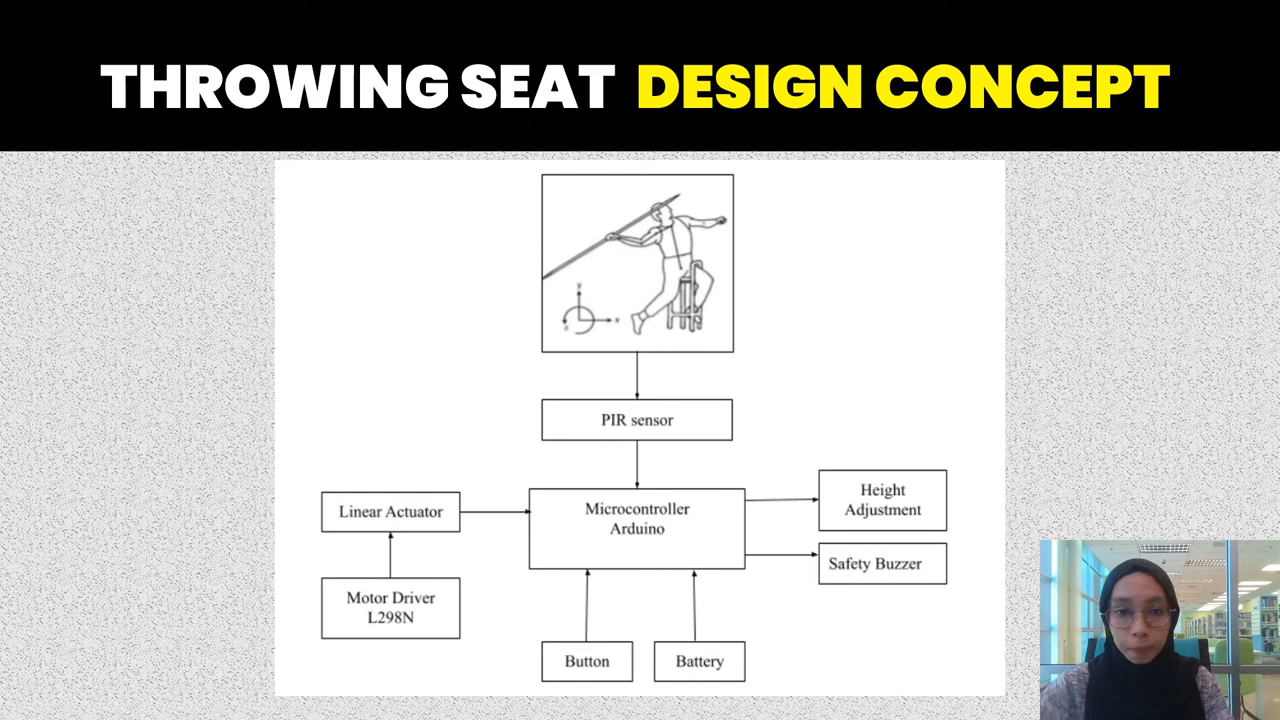 THROWING SEAT DESIGN CONCEPT
y
x
z
PIR sensor
Linear Actuator
Microcontroller
Arduino
Height
Adjustment
Safety Buzzer
Motor Driver
L298N
Button
Battery